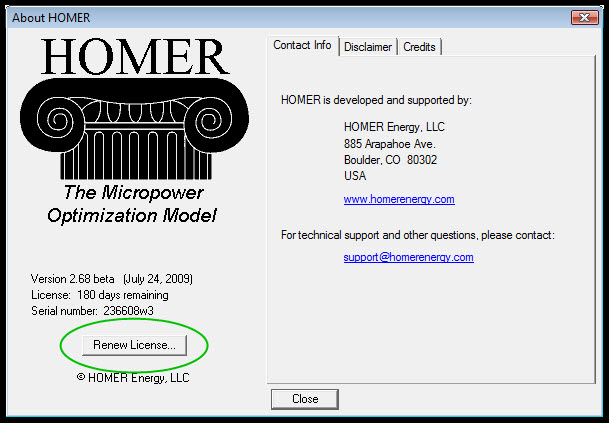 About HOMER
HOMER
The Micropower
Optimization Model
Version 2.68 beta (July 24, 2009)
License: 180 days remaining
Serial number: 236608w3
Renew License...
© HOMER Energy, LLC
Contact Info
Disclaimer
Credits
HOMER is developed and supported by:
HOMER Energy, LLC
885 Arapahoe Ave.
Boulder, CO 80302
USA
www.homerenergy.com
For technical support and other questions, please contact:
support@homerenergy.com
Close